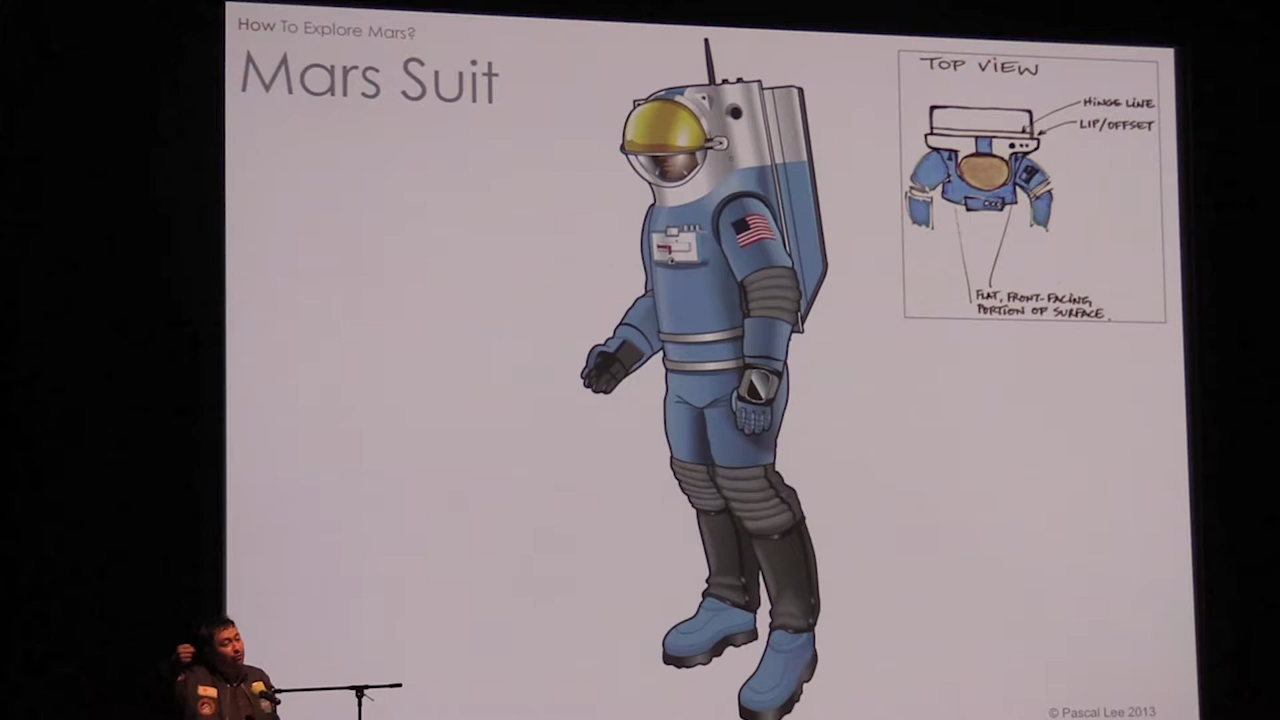 How To Explore Mars?
Mars Suit
TOP VIEW
HINGE LINE
LIP/OFFSET
FLAT, FRONT-FACING
PORTION OF SURFACE.
© Pascal Lee 2013